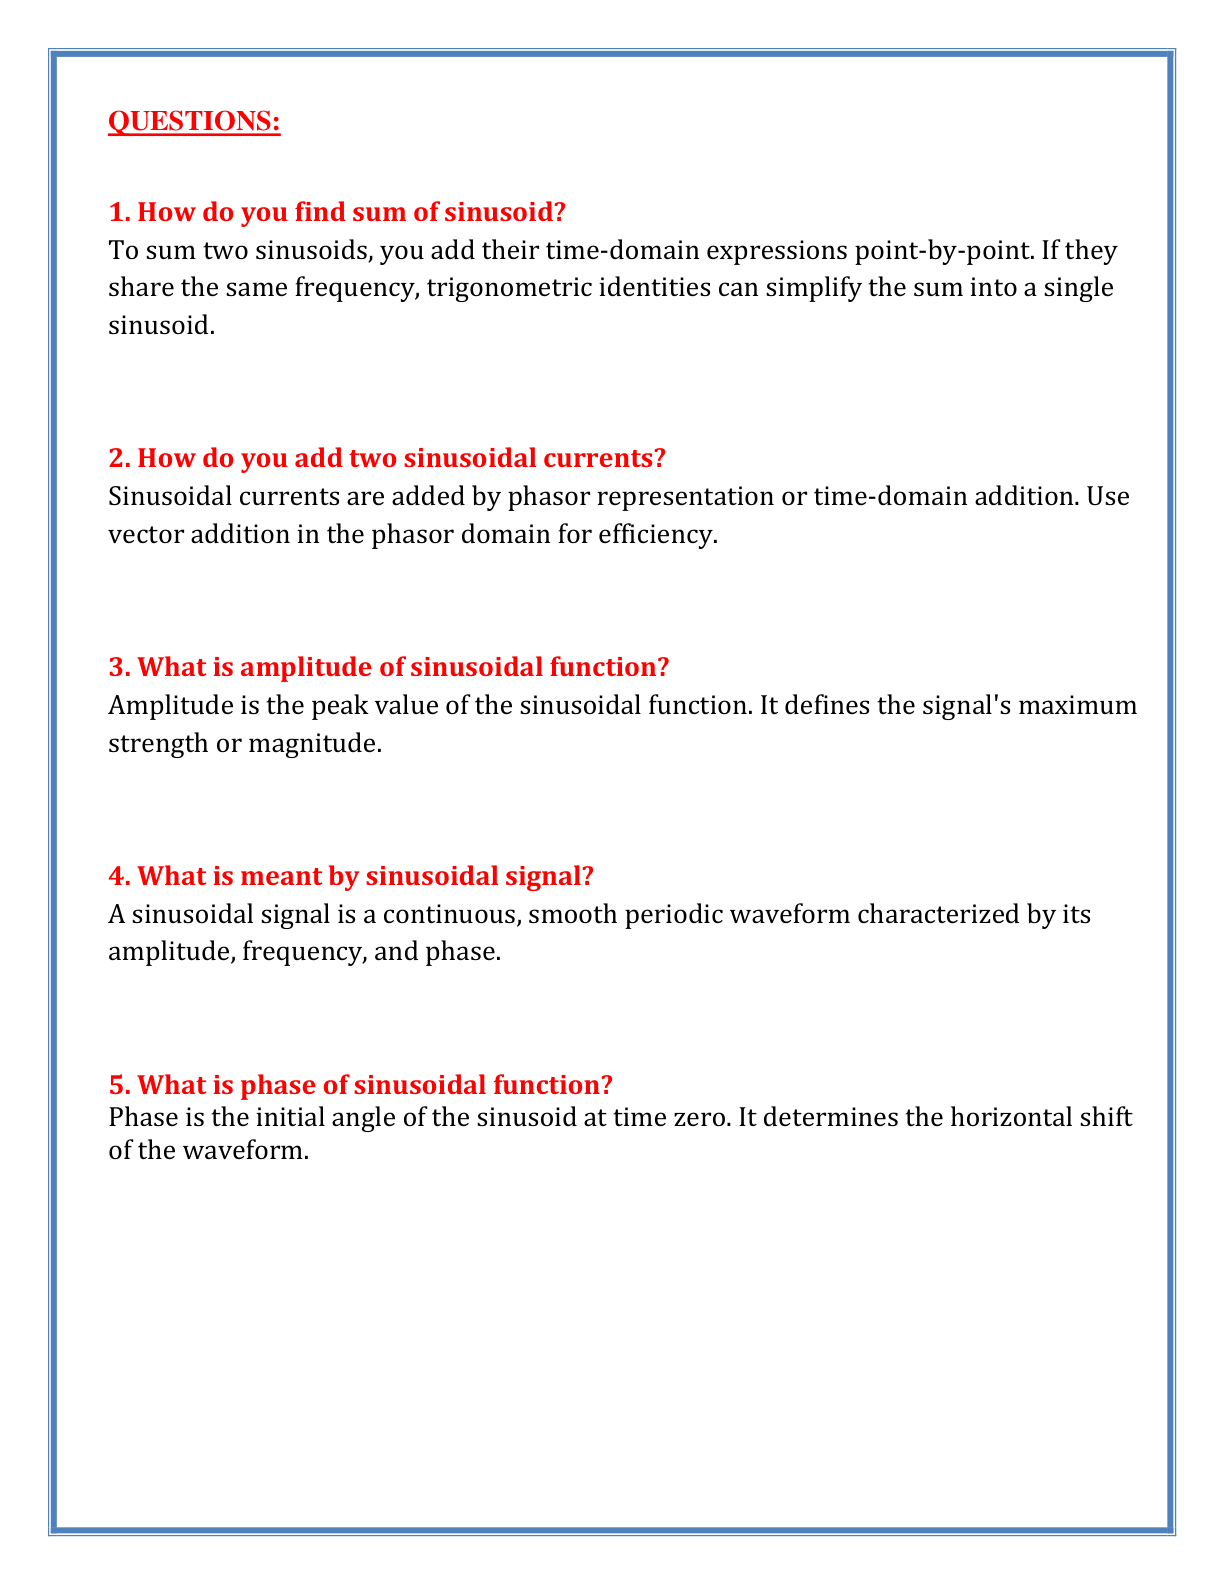 QUESTIONS:
1. How do you find sum of sinusoid?
To sum two sinusoids, you add their time-domain expressions point-by-point. If they
share the same frequency, trigonometric identities can simplify the sum into a single
sinusoid.
2. How do you add two sinusoidal currents?
Sinusoidal currents are added by phasor representation or time-domain addition. Use
vector addition in the phasor domain for efficiency.
3. What is amplitude of sinusoidal function?
Amplitude is the peak value of the sinusoidal function. It defines the signal's maximum
strength or magnitude.
4. What is meant by sinusoidal signal?
A sinusoidal signal is a continuous, smooth periodic waveform characterized by its
amplitude, frequency, and phase.
5. What is phase of sinusoidal function?
Phase is the initial angle of the sinusoid at time zero. It determines the horizontal shift
of the waveform.